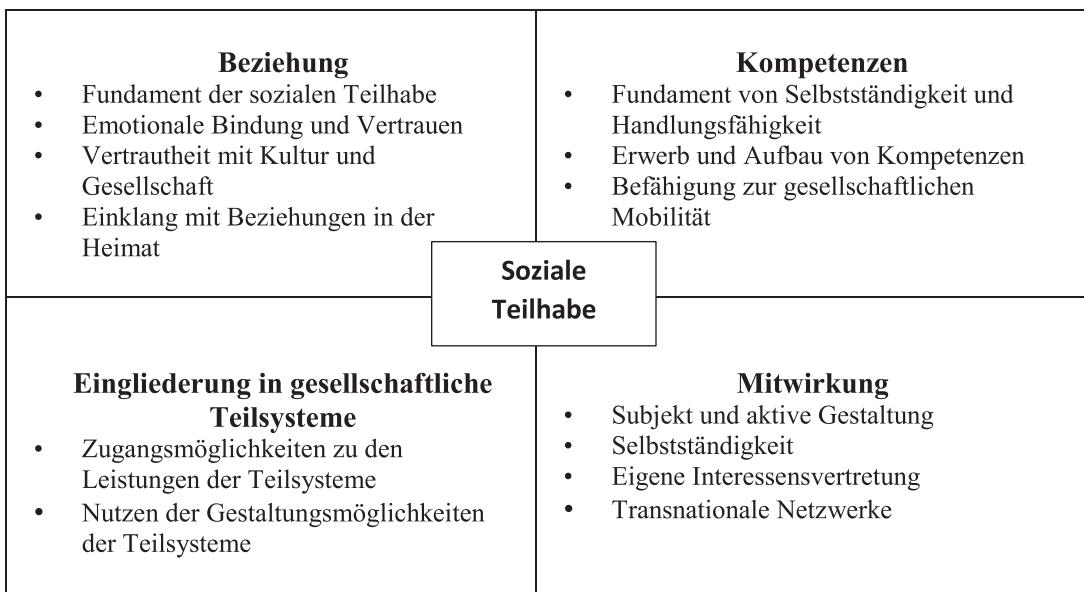 Beziehung
• Fundament der sozialen Teilhabe
• Emotionale Bindung und Vertrauen
• Vertrautheit mit Kultur und
Gesellschaft
• Einklang mit Beziehungen in der
Heimat
Kompetenzen
• Fundament von Selbstständigkeit und
Handlungsfähigkeit
• Erwerb und Aufbau von Kompetenzen
• Befähigung zur gesellschaftlichen
Mobilität
Soziale
Teilhabe
Eingliederung in gesellschaftliche
Teilsysteme
• Zugangsmöglichkeiten zu den
Leistungen der Teilsysteme
• Nutzen der Gestaltungsmöglichkeiten
der Teilsysteme
Mitwirkung
• Subjekt und aktive Gestaltung
• Selbstständigkeit
• Eigene Interessensvertretung
• Transnationale Netzwerke